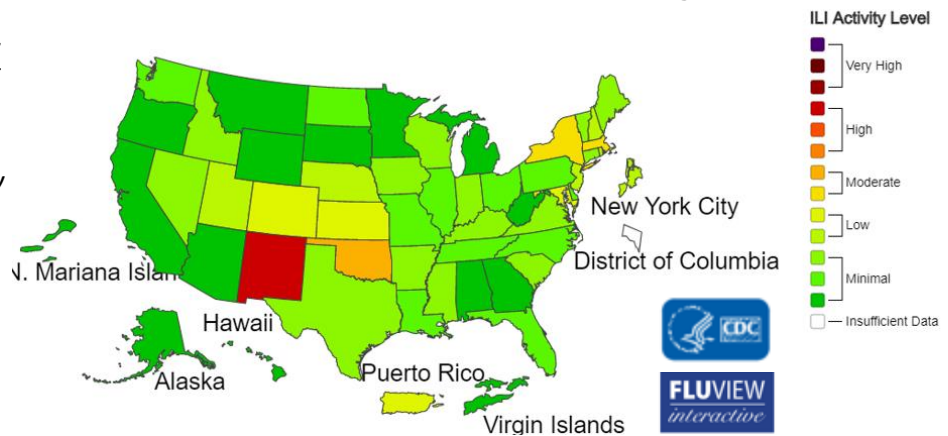 ILI Activity Level
Very High
High
Moderate
Low
Minimal
Insufficient Data
New York City
District of Columbia
N. Mariana Islan
Hawaii
Alaska
Puerto Rico
Virgin Islands
CDC
FLUVIEW
interactive